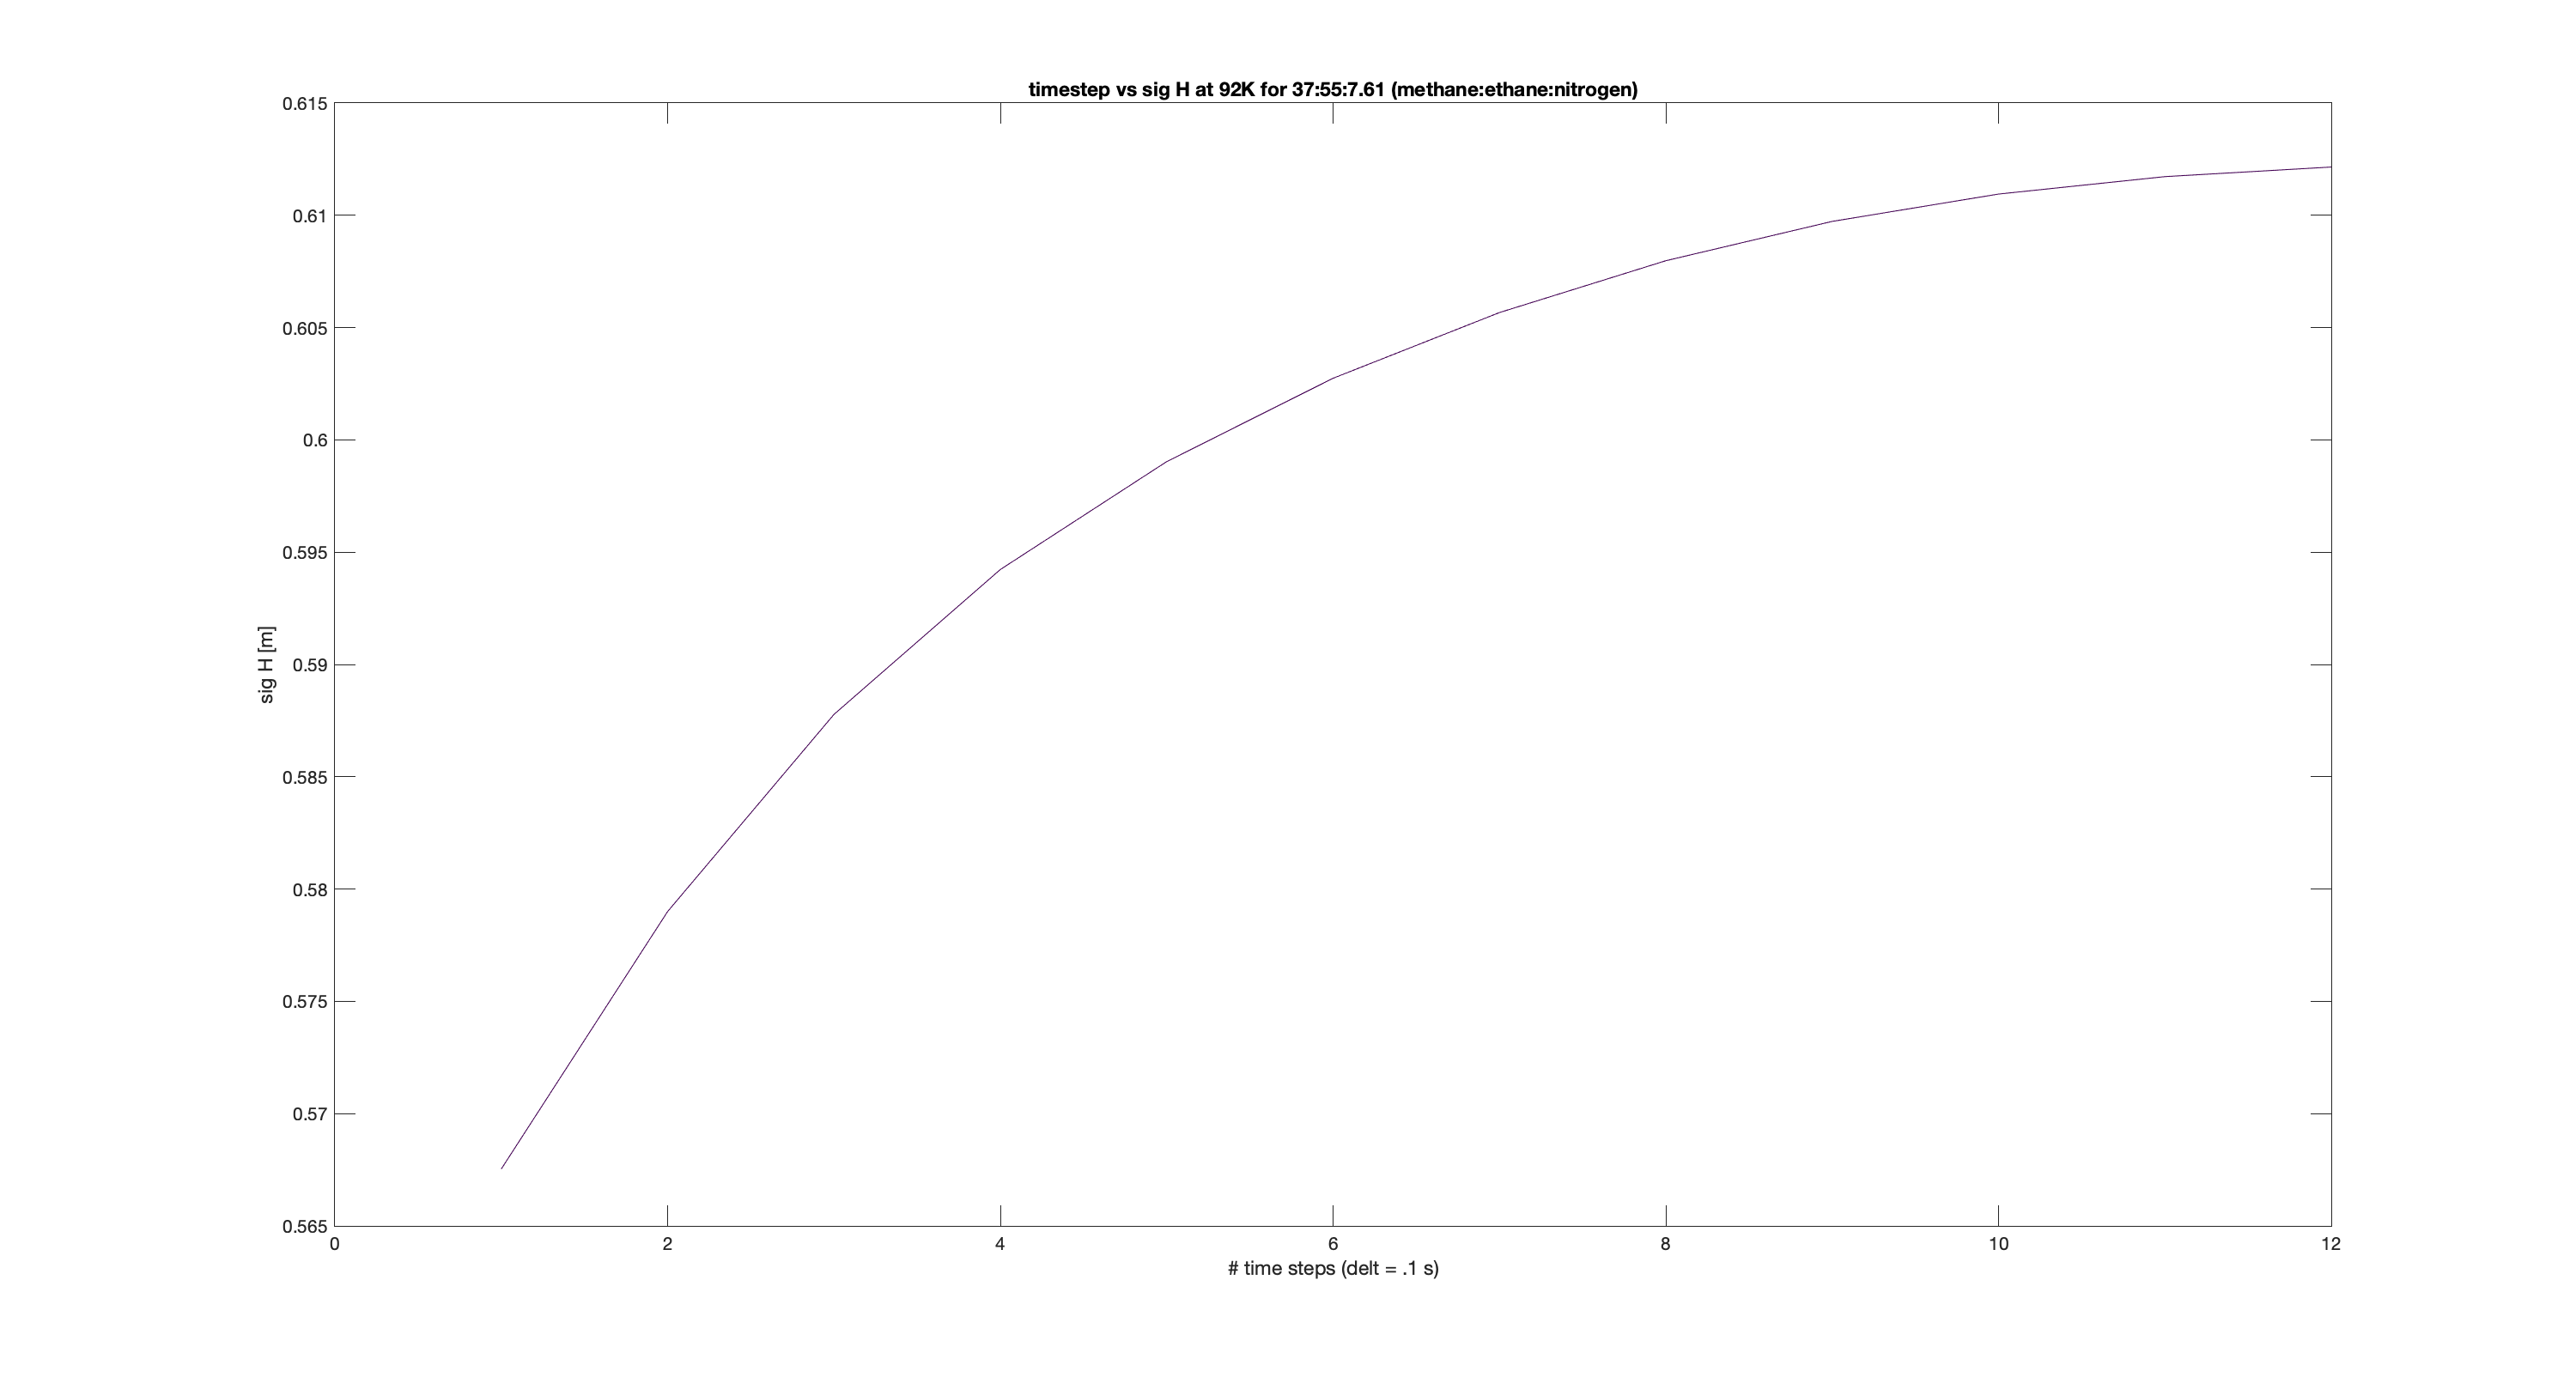 timestep vs sig H at 92K for 37:55:7.61 (methane:ethane:nitrogen)
0.615
0.61
0.605
0.6
0.595
0.59
0.585
0.58
0.575
0.57
0.565
sig H [m]
0 2 4 6 8 10 12
# time steps (delt = .1 s)